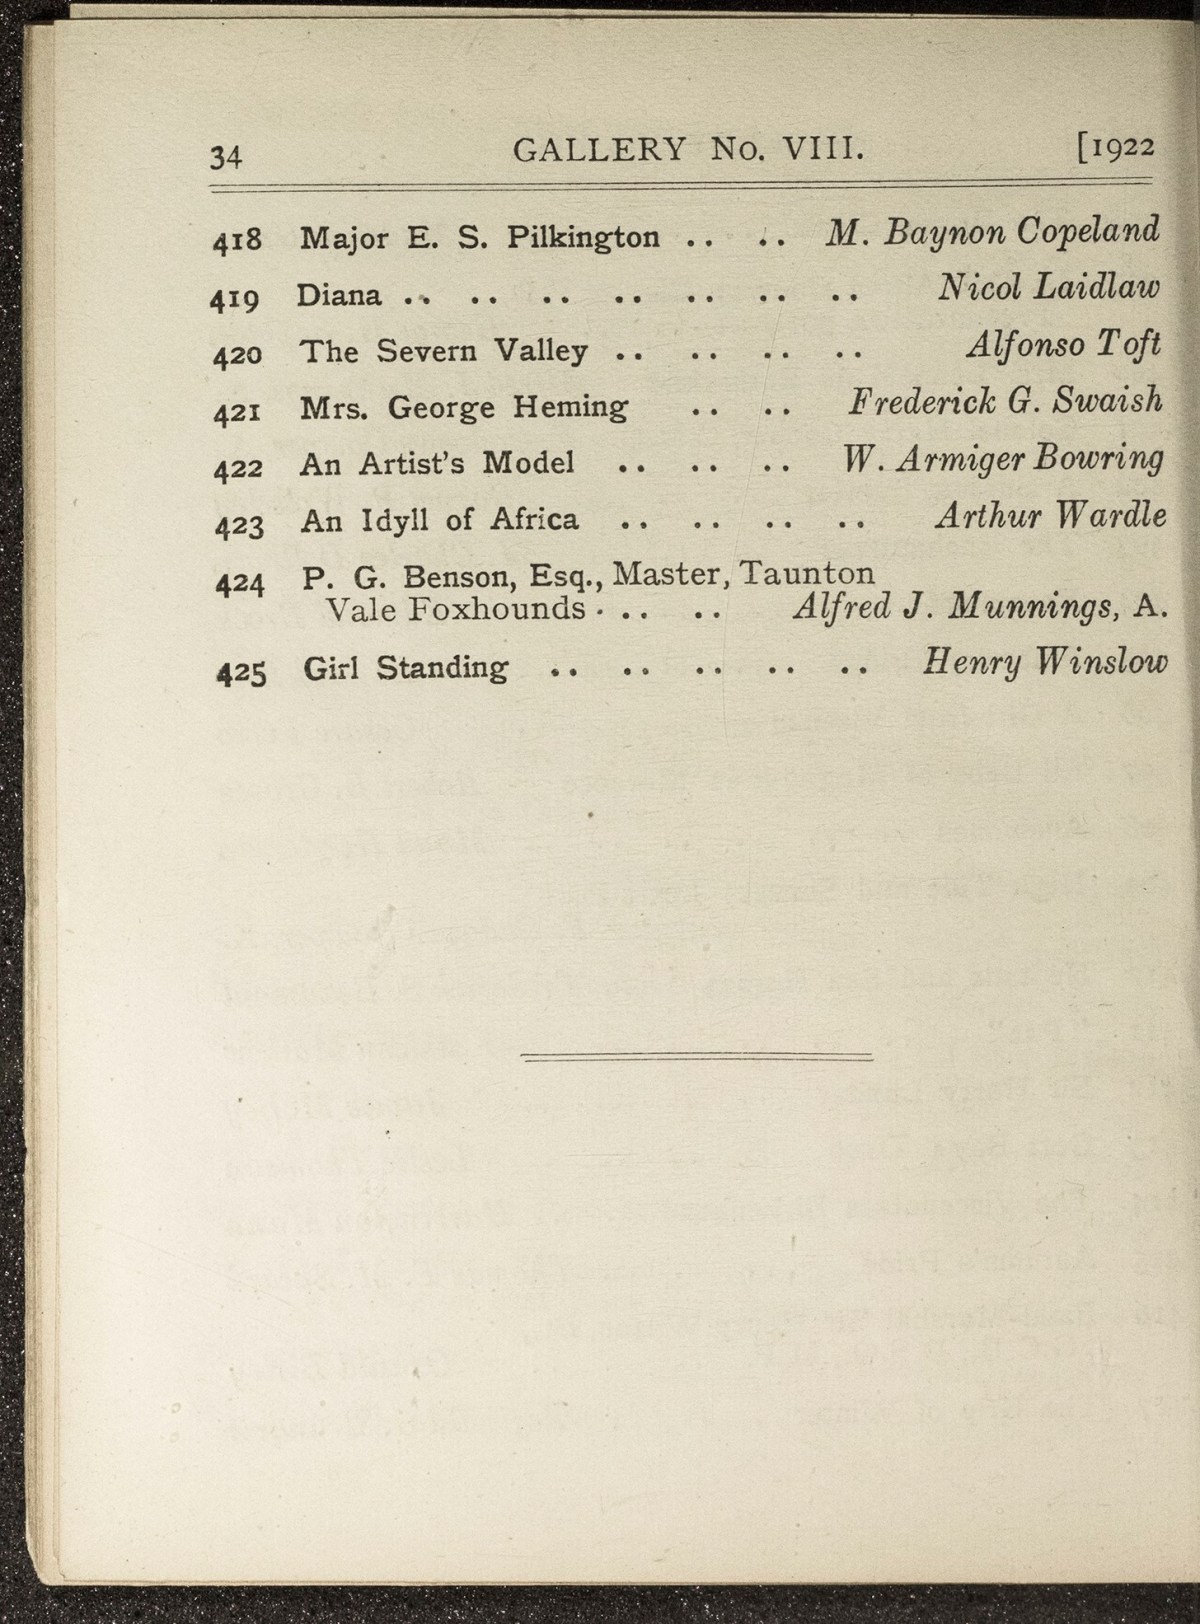 34 GALLERY No. VIII. [1922
418 Major E. S. Pilkington .. .. M. Baynon Copeland
419 Diana .. .. .. .. .. .. .. Nicol Laidlaw
420 The Severn Valley .. .. .. .. Alfonso Toft
421 Mrs. George Heming .. .. Frederick G. Swaish
422 An Artist's Model .. .. .. W. Armiger Bowring
423 An Idyll of Africa .. .. .. .. Arthur Wardle
424 P. G. Benson, Esq., Master, Taunton
Vale Foxhounds . .. .. Alfred J. Munnings, A.
425 Girl Standing .. .. .. .. .. Henry Winslow